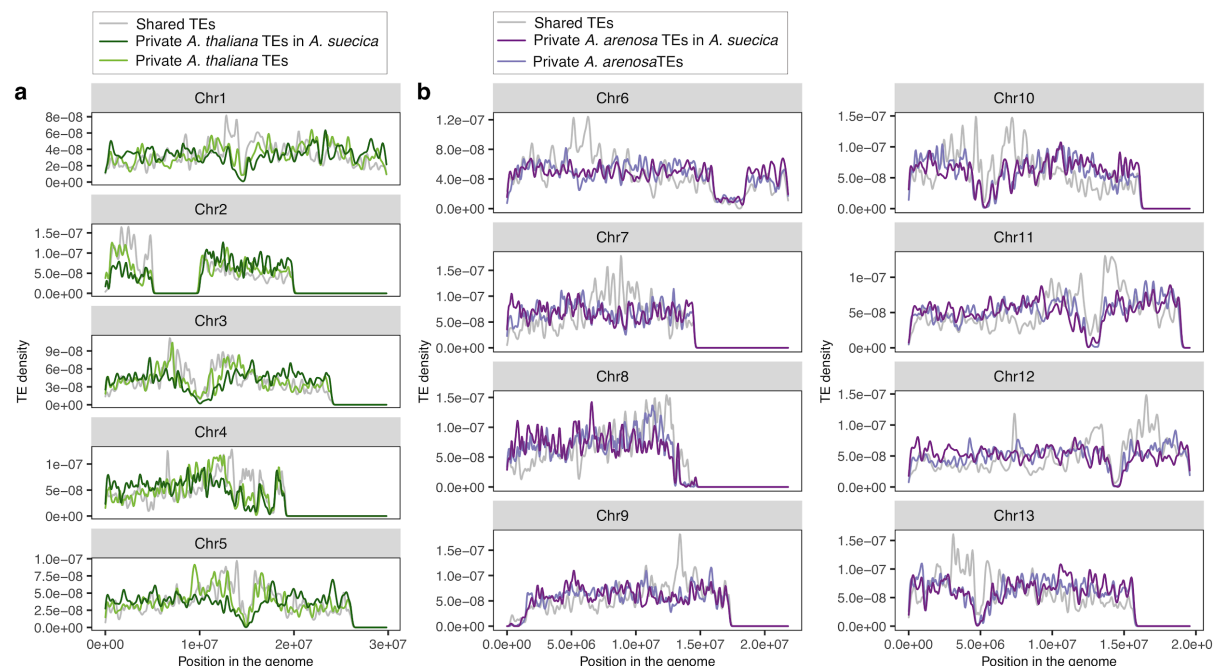 Shared TEs
Private A. thaliana TEs in A. suecica
Private A. thaliana TEs
Shared TEs
Private A. arenosa TEs in A. suecica
Private A. arenosaTEs
a
b
Chr1
8e−08
6e−08
4e−08
2e−08
0e+00
Chr2
1.5e−07
1.0e−07
5.0e−08
0.0e+00
Chr3
9e−08
6e−08
3e−08
0e+00
Chr4
1e−07
5e−08
0e+00
Chr5
1.0e−07
7.5e−08
5.0e−08
2.5e−08
0.0e+00
TE density
0e+00 1e+07 2e+07 3e+07
Position in the genome
Chr6
1.2e−07
8.0e−08
4.0e−08
0.0e+00
Chr7
1.5e−07
1.0e−07
5.0e−08
0.0e+00
Chr8
1.5e−07
1.0e−07
5.0e−08
0.0e+00
Chr9
1.5e−07
1.0e−07
5.0e−08
0.0e+00
TE density
0.0e+00 5.0e+06 1.0e+07 1.5e+07 2.0e+07
Position in the genome
Chr10
1.5e−07
1.0e−07
5.0e−08
0.0e+00
Chr11
1e−07
5e−08
0e+00
Chr12
1.5e−07
1.0e−07
5.0e−08
0.0e+00
Chr13
1.5e−07
1.0e−07
5.0e−08
0.0e+00
TE density
0.0e+00 5.0e+06 1.0e+07 1.5e+07 2.0e+0
Position in the genome